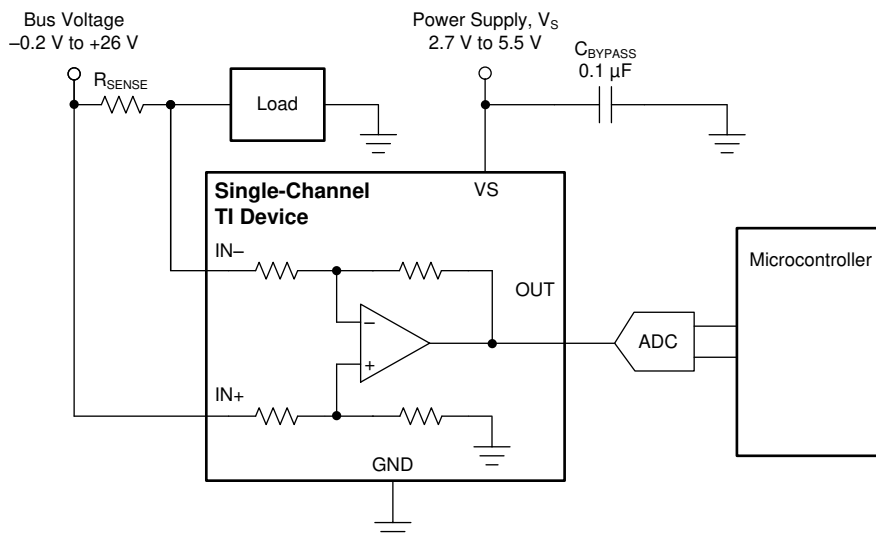 Bus Voltage
–0.2 V to +26 V
Power Supply, VS
2.7 V to 5.5 V
CBYPASS
0.1 µF
RSENSE
Load
Single-Channel
TI Device
VS
IN–
OUT
Microcontroller
–
+
ADC
IN+
GND